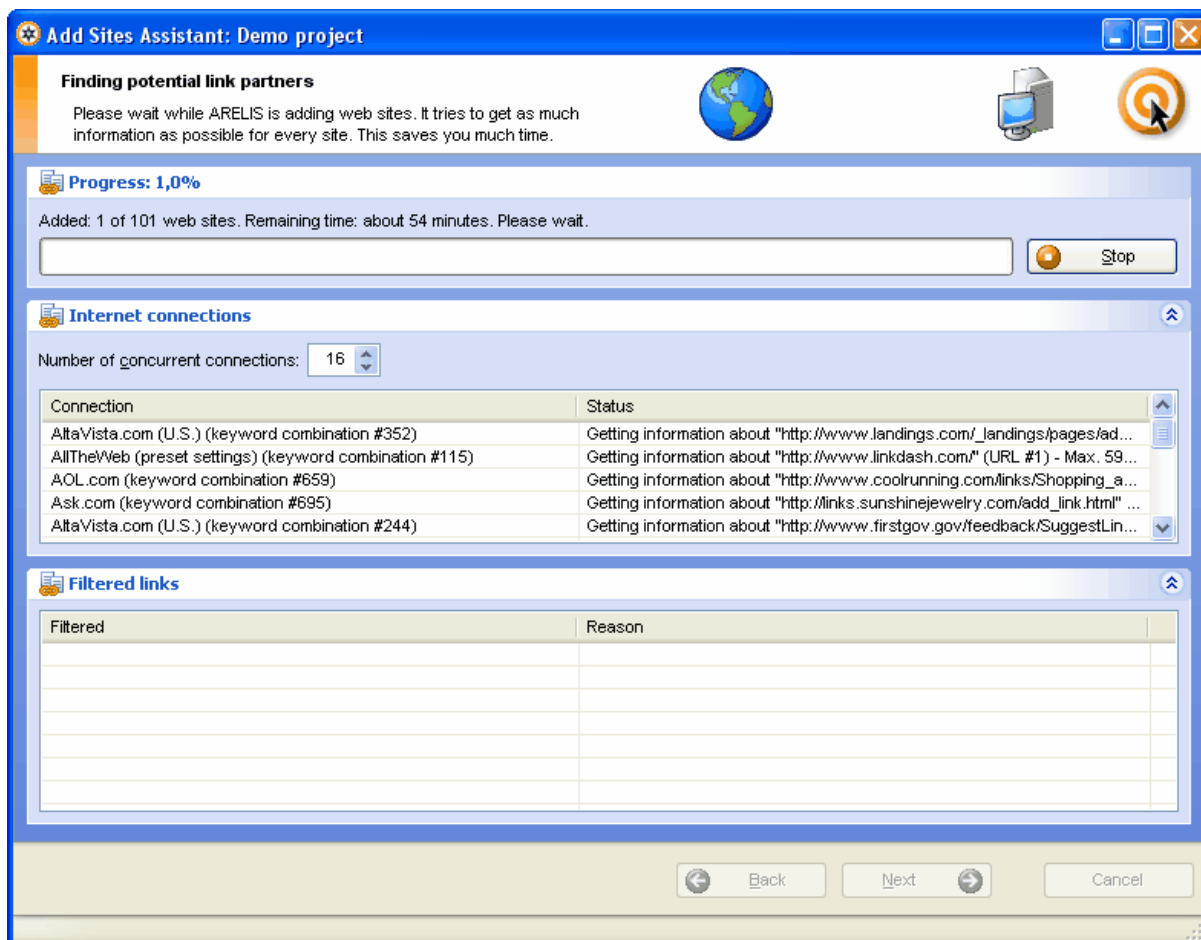 Add Sites Assistant: Demo project
Finding potential link partners
Please wait while ARELIS is adding web sites. It tries to get as much
information as possible for every site. This saves you much time.
Progress: 1,0%
Added: 1 of 101 web sites. Remaining time: about 54 minutes. Please wait.
Stop
Internet connections
Number of concurrent connections: 16
Connection Status
AltaVista.com (U.S.) (keyword combination #352) Getting information about "http://www.landings.com/_landings/pages/ad...
AllTheWeb (preset settings) (keyword combination #115) Getting information about "http://www.linkdash.com/" (URL #1) - Max. 59...
AOL.com (keyword combination #659) Getting information about "http://www.coolrunning.com/links/Shopping_a...
Ask.com (keyword combination #695) Getting information about "http://links.sunshinejewelry.com/add_link.html" ...
AltaVista.com (U.S.) (keyword combination #244) Getting information about "http://www.firstgov.gov/feedback/SuggestLin...
Filtered links
Filtered Reason
Back Next Cancel